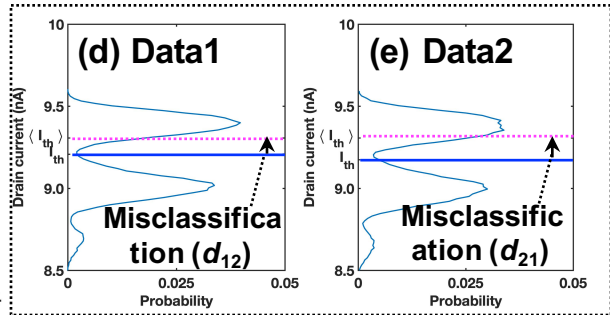 (d) Data1
Drain current (nA)
9.5
⟨ I_th ⟩
I_th
9.0
8.5
Misclassifica
tion (d_12)
0
0.025
0.05
Probability
(e) Data2
Drain current (nA)
9.5
⟨ I_th ⟩
I_th
9.0
8.5
Misclassific
ation (d_21)
0
0.025
0.05
Probability